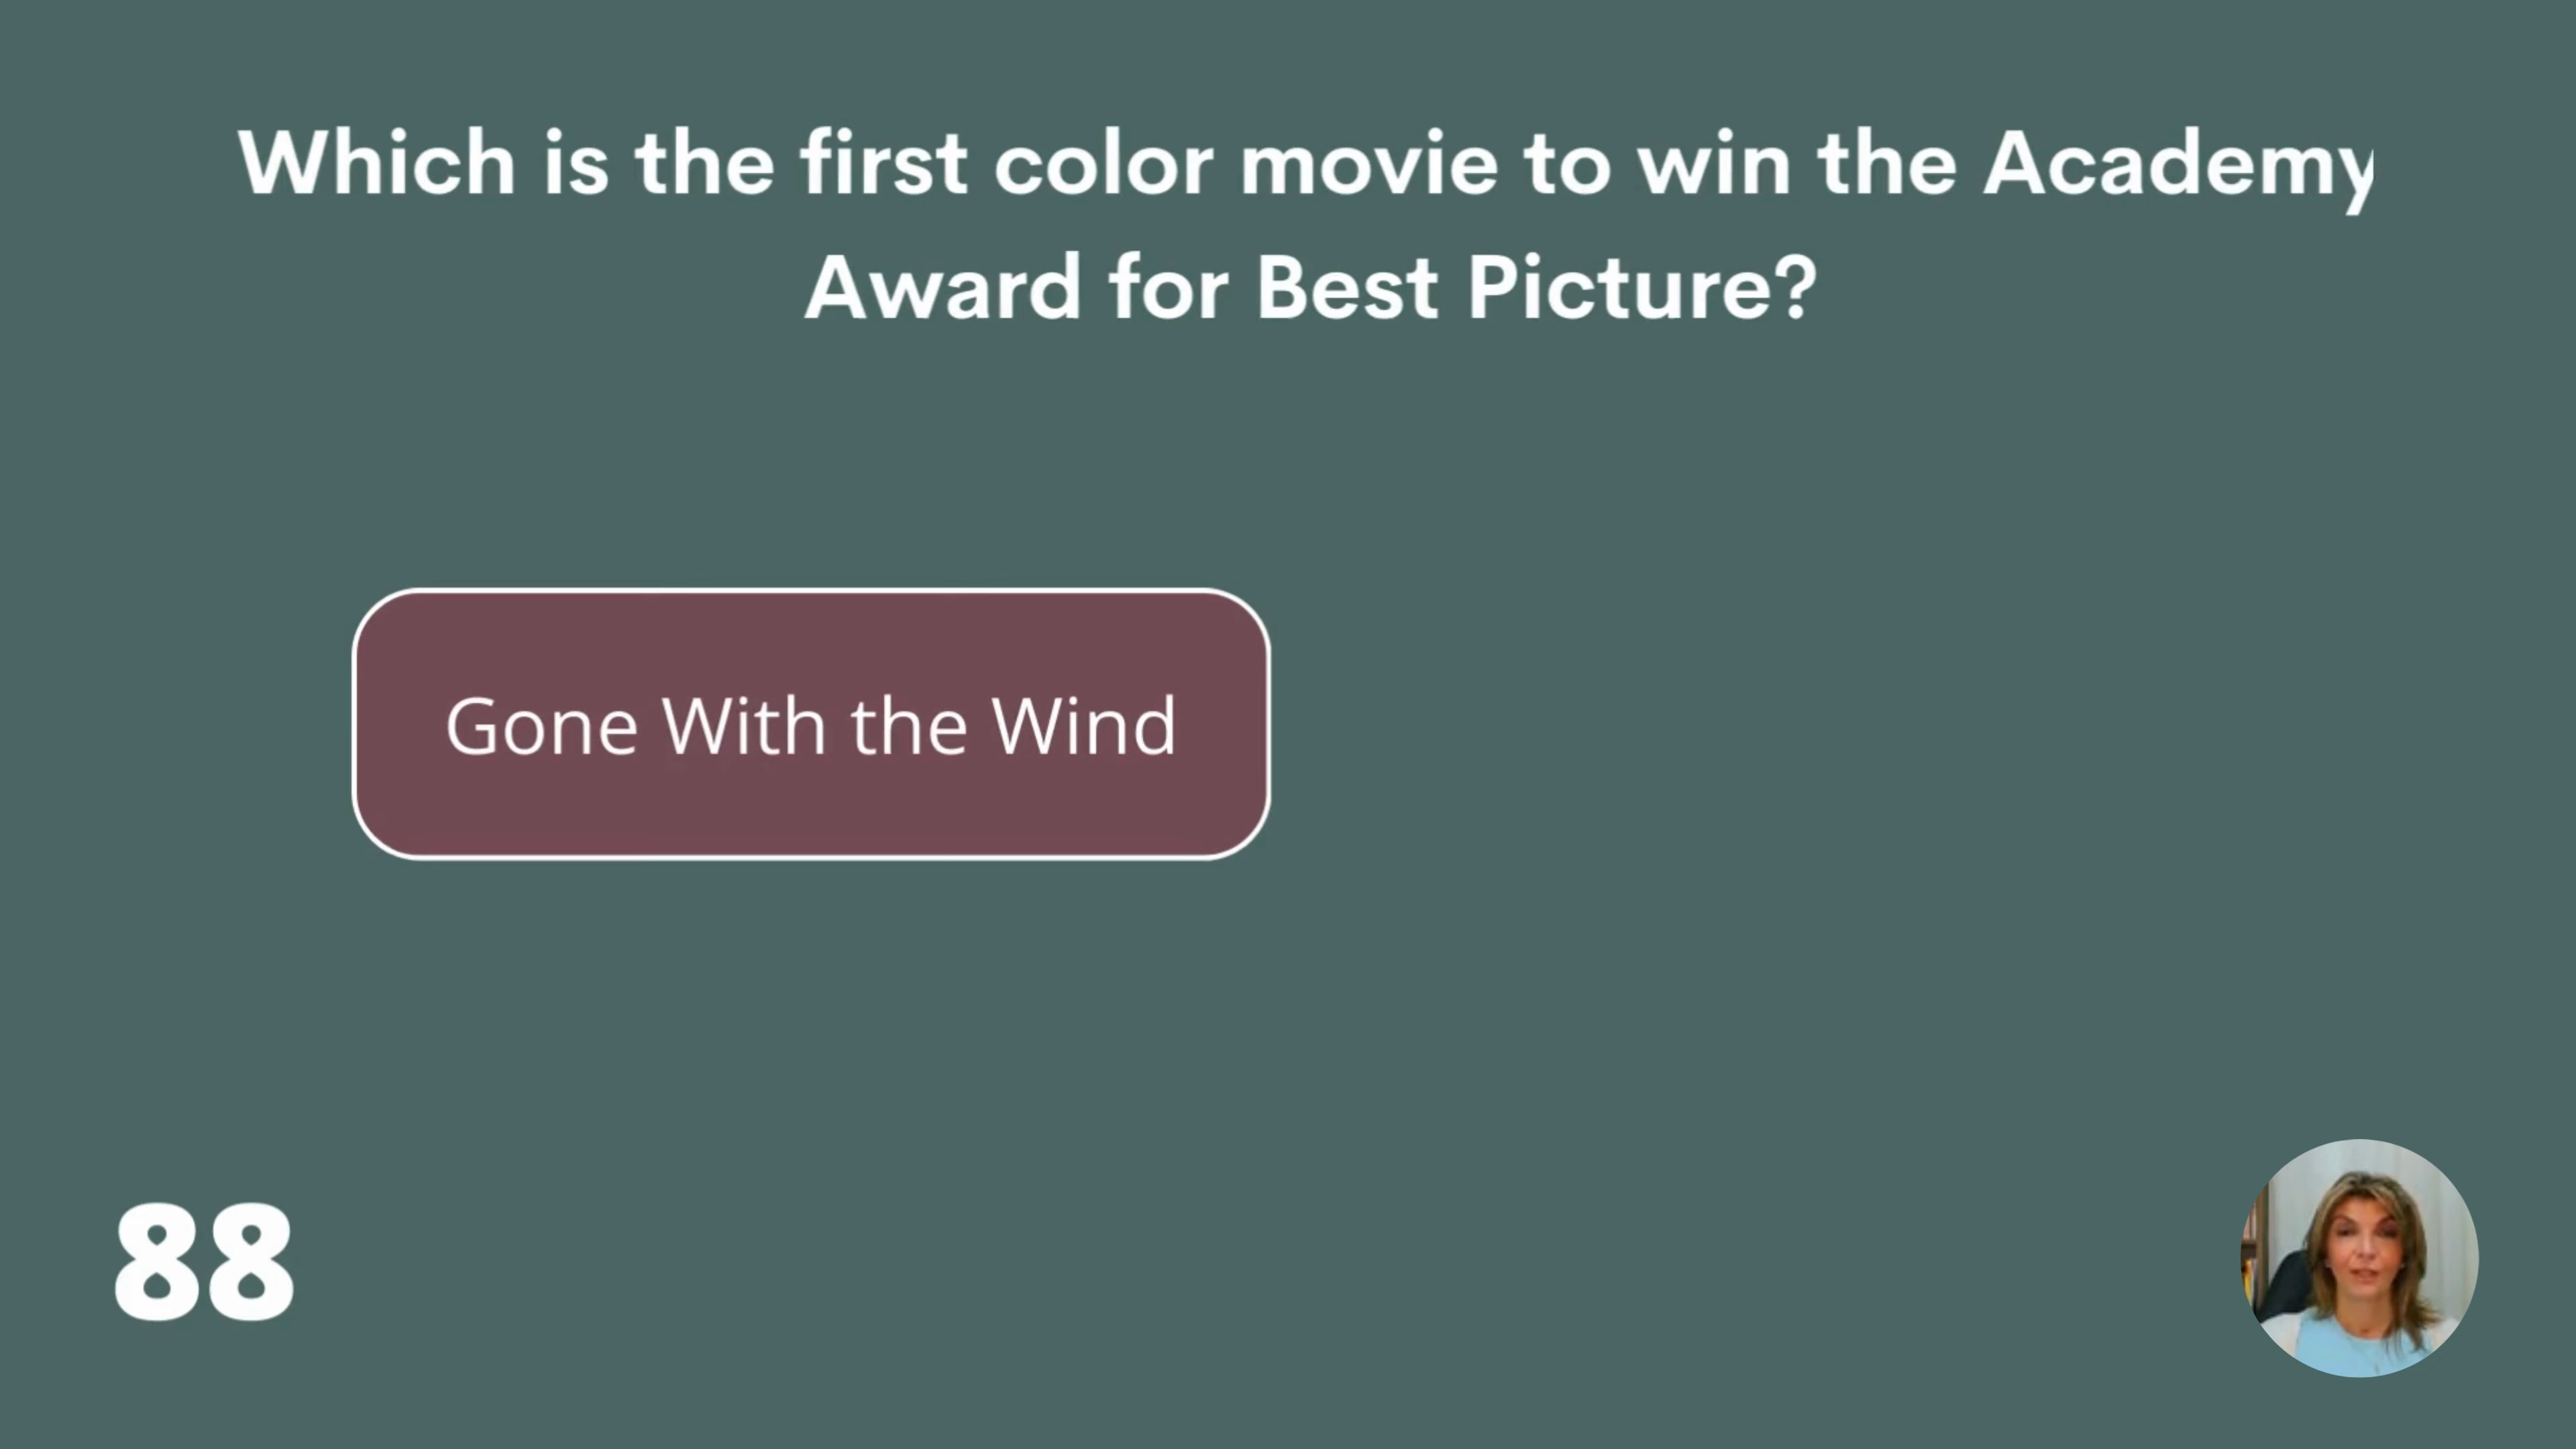 Which is the first color movie to win the Academy
Award for Best Picture?
Gone With the Wind
88